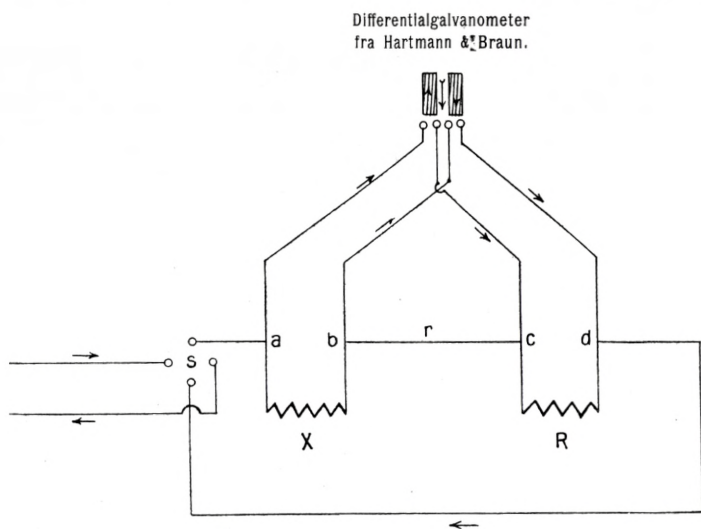 Differentialgalvanometer
fra Hartmann & Braun.
a b r c d
S
X R